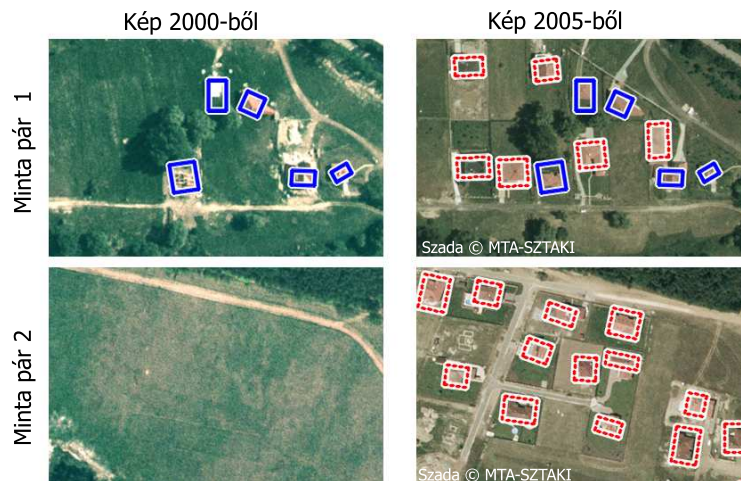 Kép 2000-ből
Kép 2005-ből
Minta pár 1
Szada © MTA-SZTAKI
Minta pár 2
Szada © MTA-SZTAKI